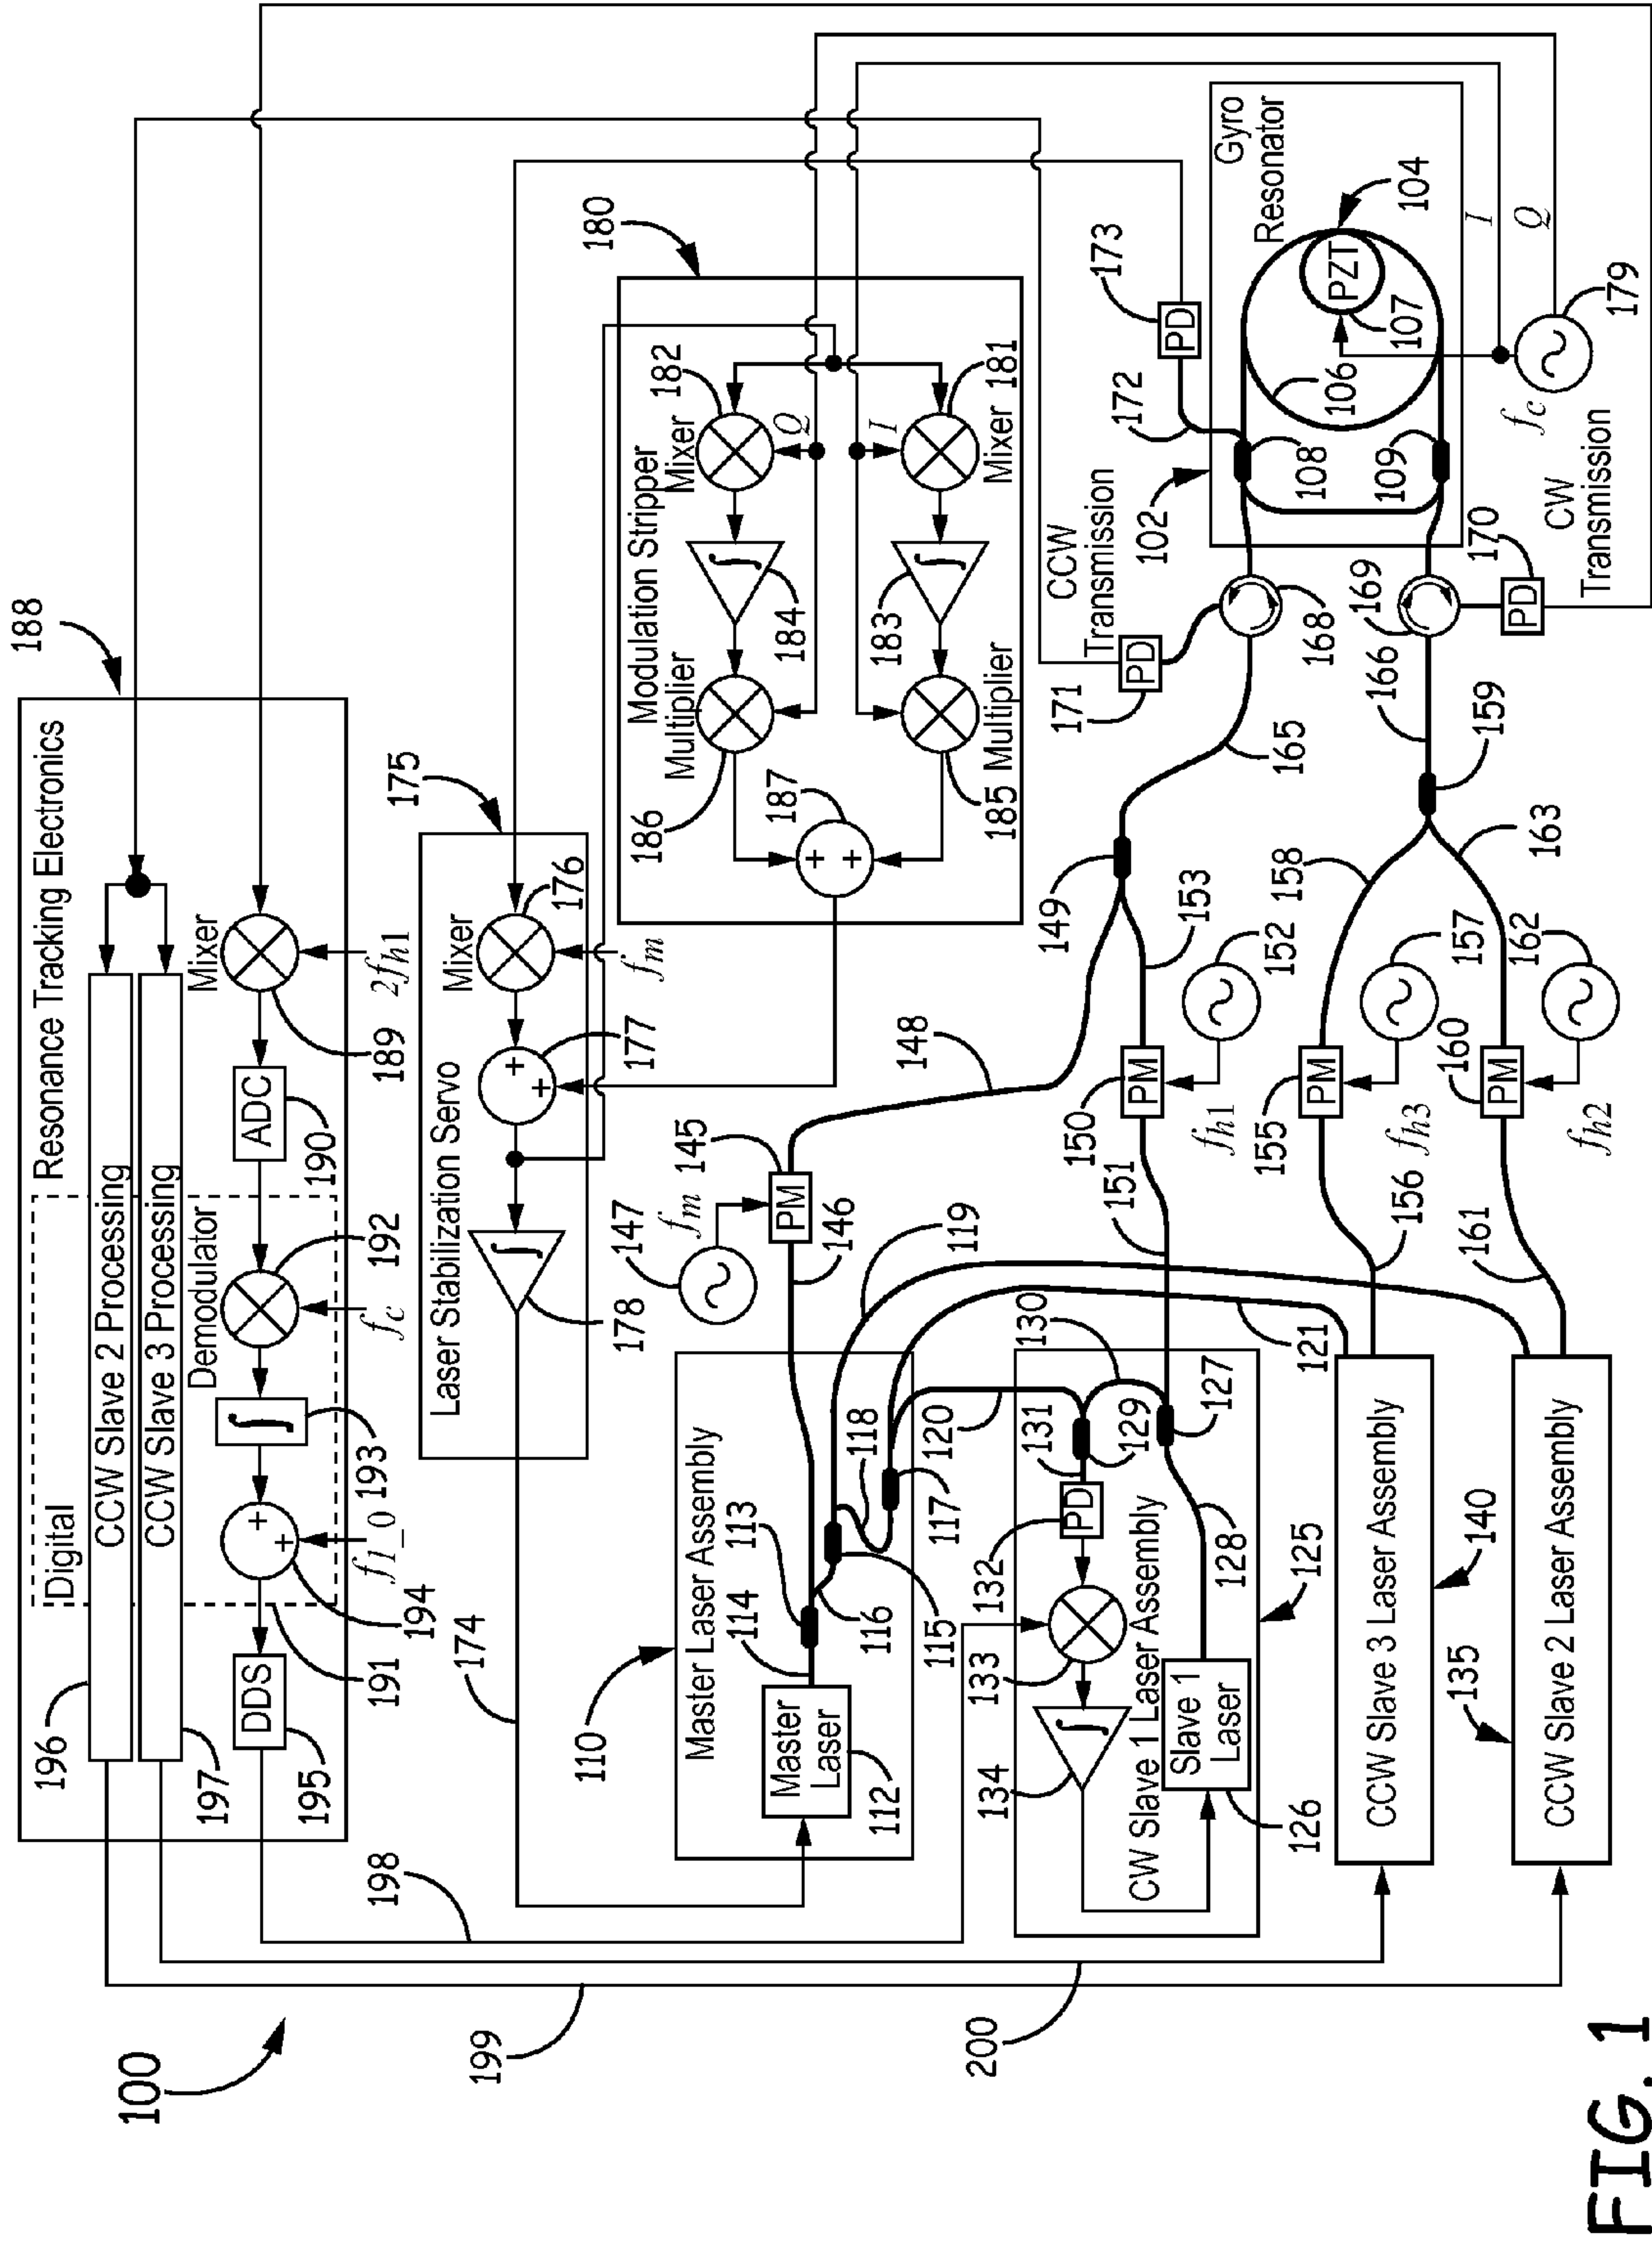 100
199
200
198
174
188
Resonance Tracking Electronics
Digital
196
CCW Slave 2 Processing
197
CCW Slave 3 Processing
195
DDS
191
194
+
+
f1_0
193
∫
Demodulator
192
fc
190
ADC
Mixer
189
2fh1
175
Laser Stabilization Servo
178
∫
177
+
+
Mixer
176
fm
180
Modulation Stripper
187
+
+
Multiplier
186
184
∫
Mixer
182
Q
Multiplier
185
183
∫
Mixer
181
I
110
Master Laser Assembly
Master
Laser
112
114
113
116
115
118
117
119
120
121
147
fm
145
PM
146
148
149
CW Slave 1 Laser Assembly
125
Slave 1
Laser
126
128
127
134
∫
133
132
PD
131
129
130
151
150
PM
fh1
152
153
CCW Slave 3 Laser Assembly
140
156
155
PM
fh3
157
158
CCW Slave 2 Laser Assembly
135
161
160
PM
fh2
162
163
159
165
166
168
169
171
PD
CCW
Transmission
170
PD
CW
Transmission
172
173
PD
102
Gyro
Resonator
108
109
106
107
PZT
104
I
Q
fc
179
FIG. 1